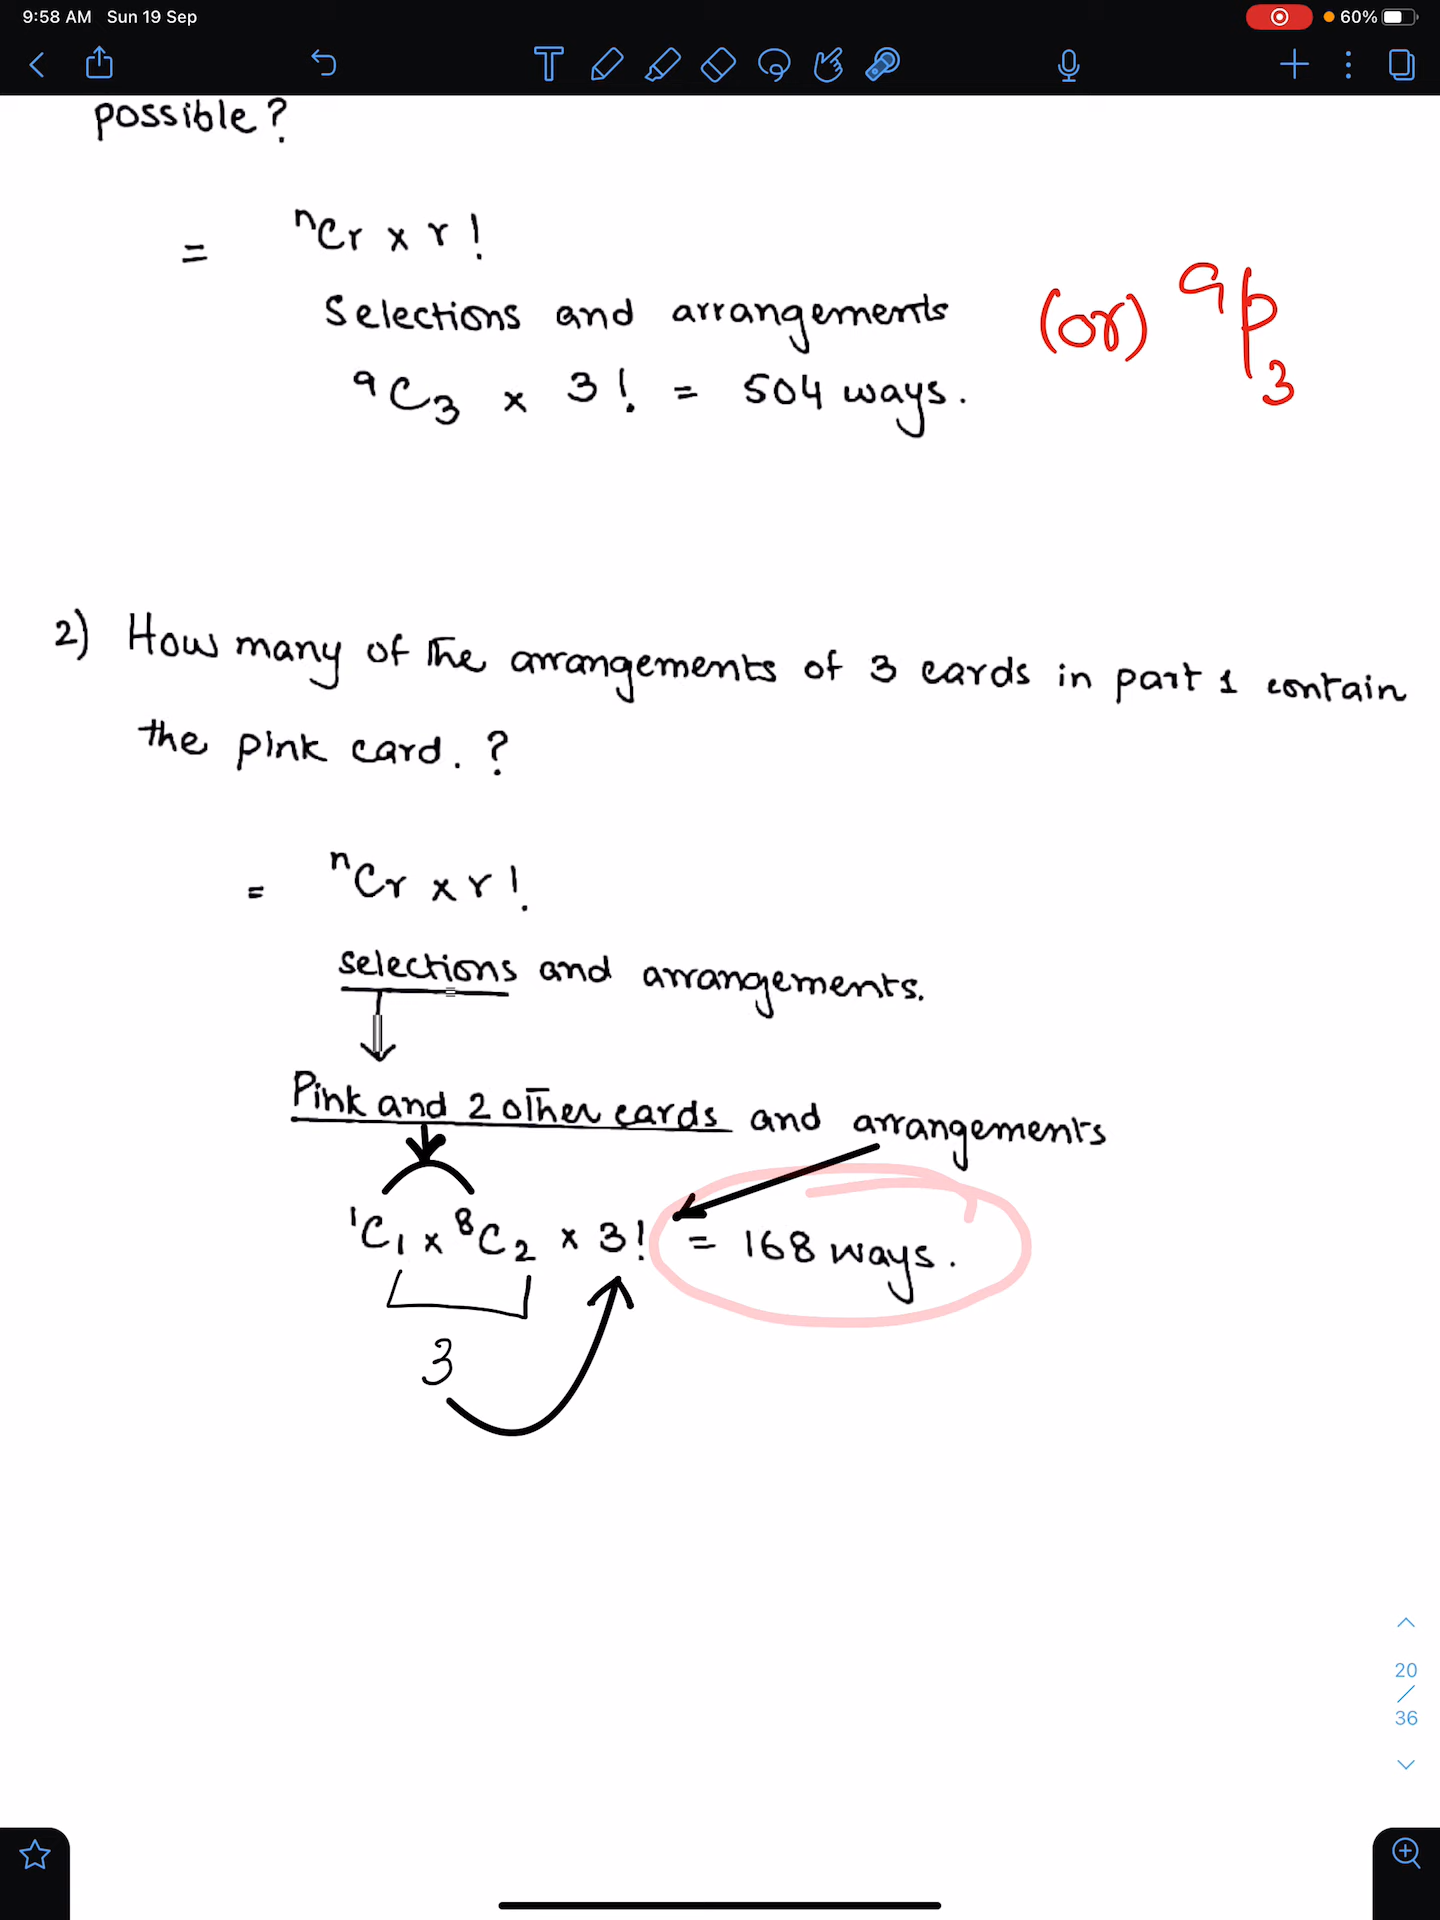 9:58 AM Sun 19 Sep 60%
possible?
= ⁿCr × r!
Selections and arrangements (or) ⁹P₃
⁹C₃ × 3! = 504 ways.
2) How many of the arrangements of 3 cards in part 1 contain
the pink card. ?
= ⁿCr × r!
selections and arrangements.
Pink and 2 other cards and arrangements
¹C₁ × ⁸C₂ × 3! = 168 ways.
3
20
/
36